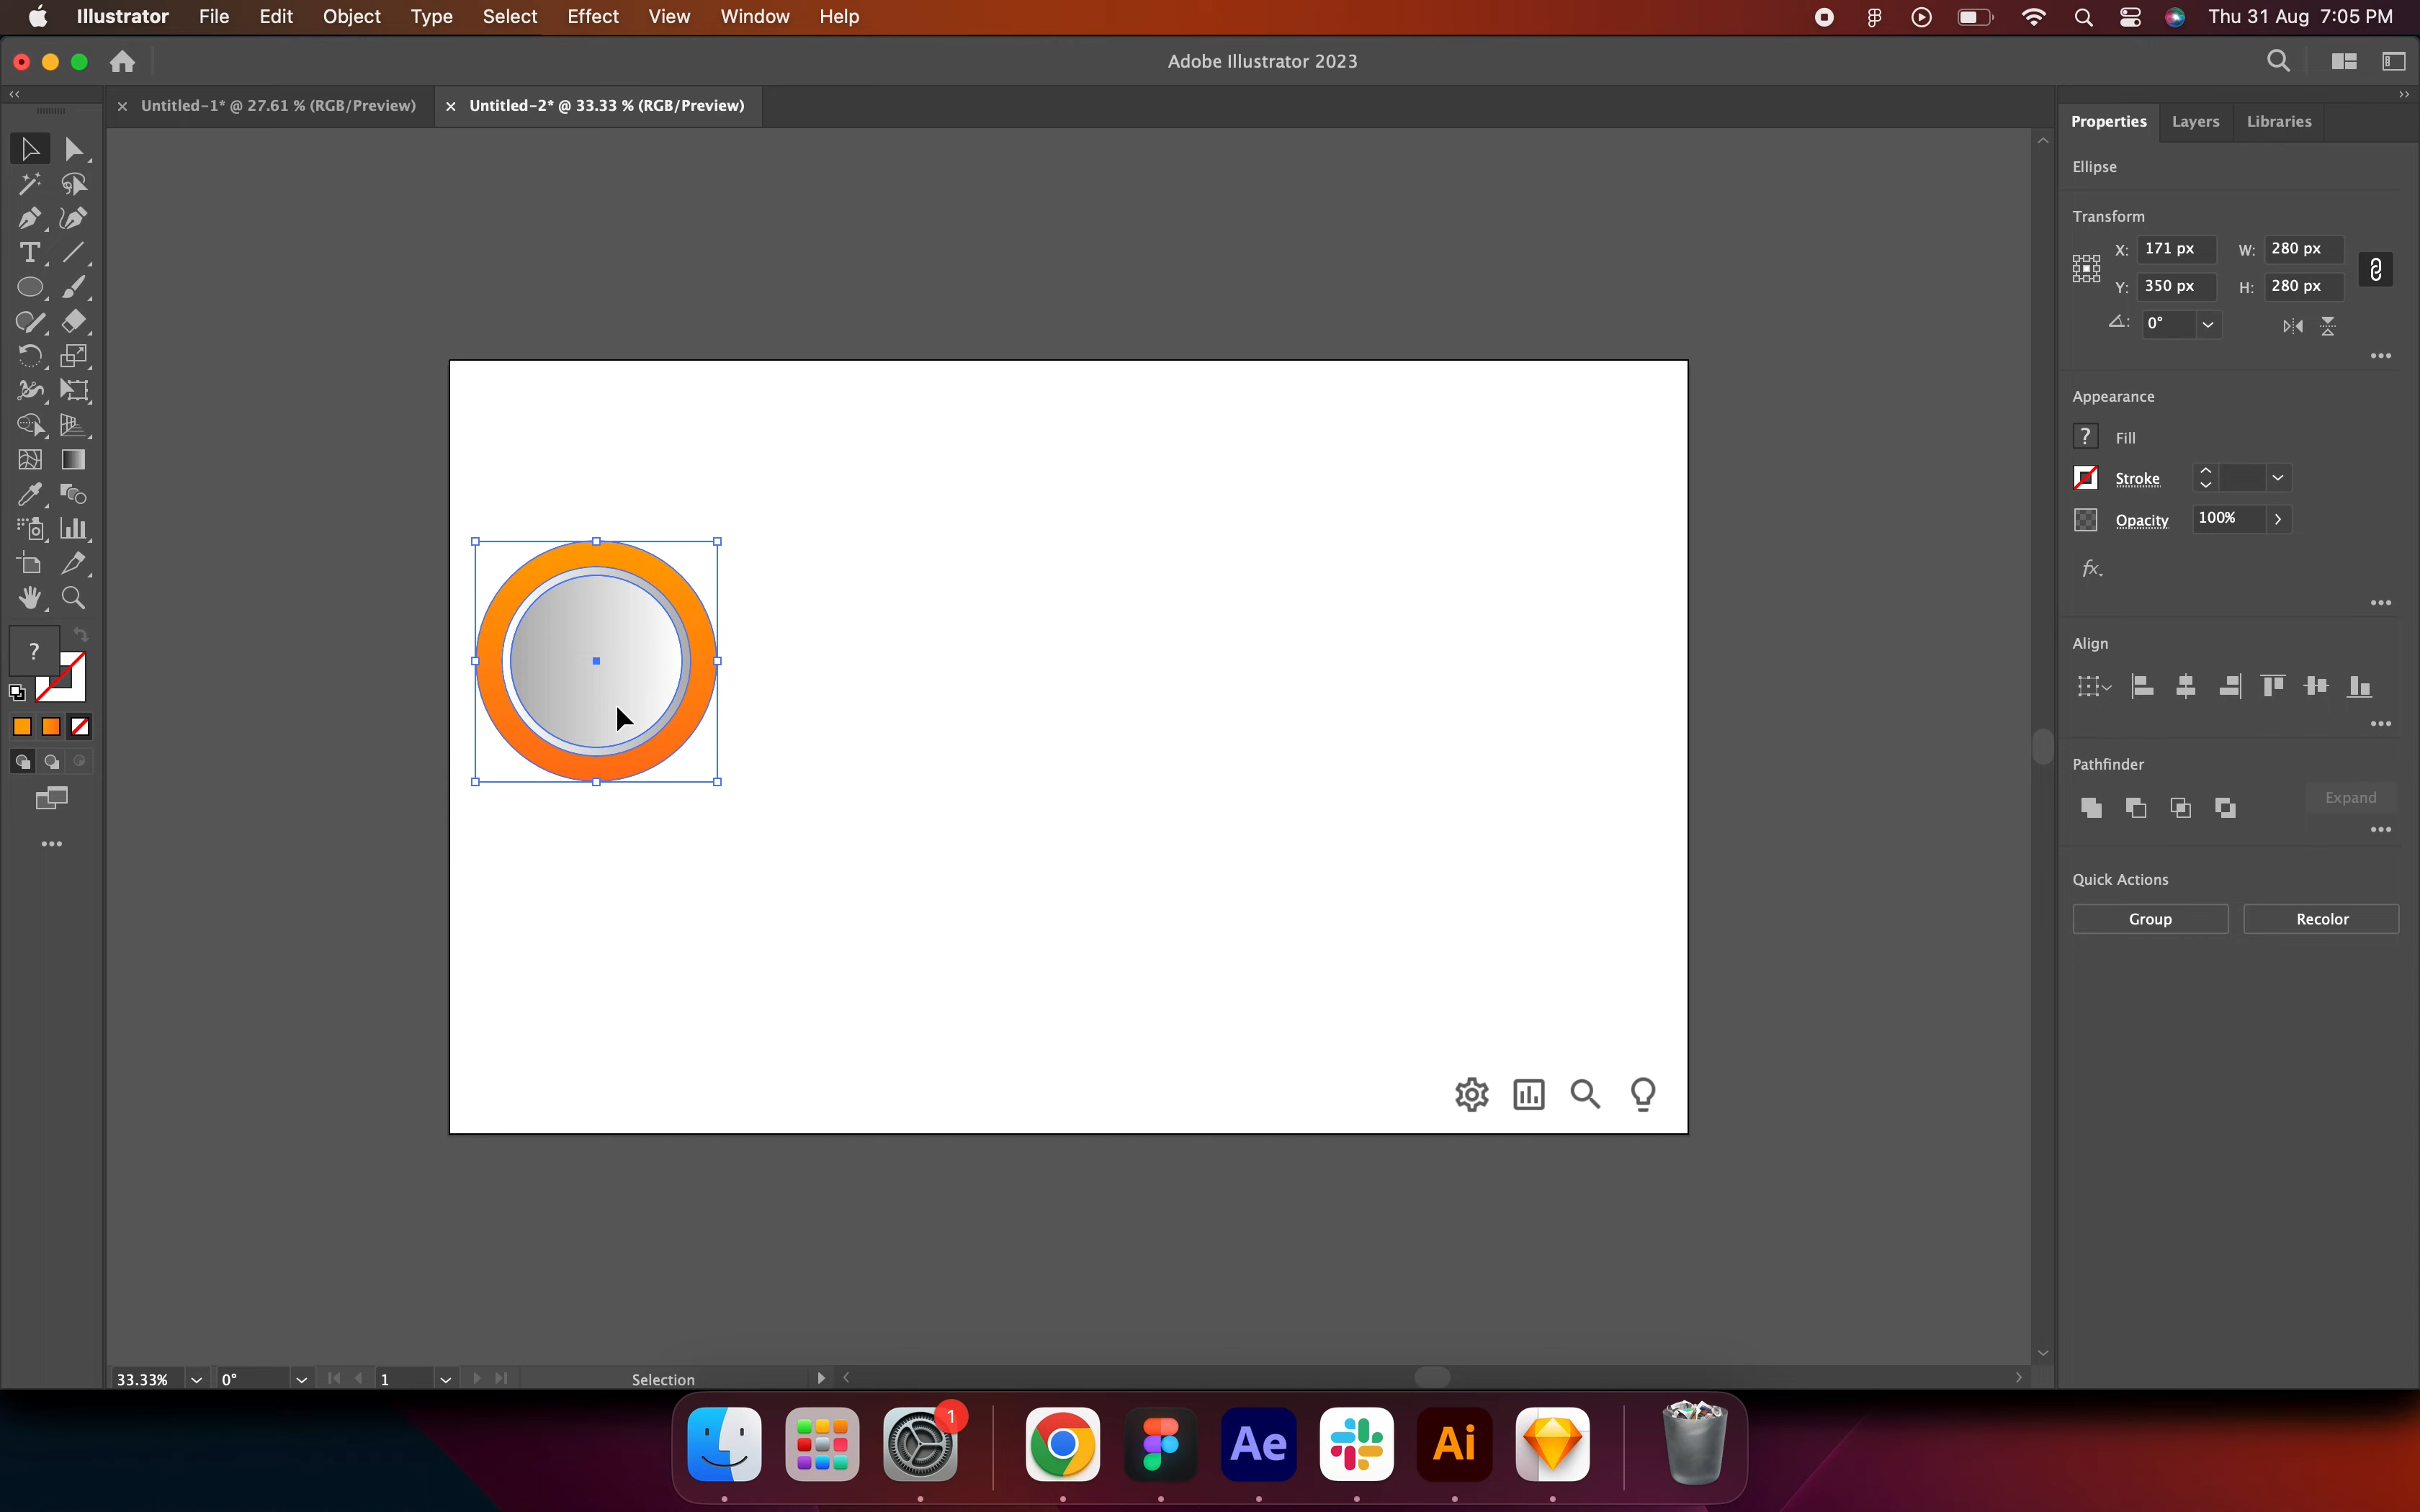 Illustrator File Edit Object Type Select Effect View Window Help Thu 31 Aug 7:05 PM
Adobe Illustrator 2023
Untitled-1* @ 27.61 % (RGB/Preview) Untitled-2* @ 33.33 % (RGB/Preview)
Properties Layers Libraries
Ellipse
Transform
X: 171 px W: 280 px
Y: 350 px H: 280 px
0°
Appearance
? Fill
Stroke
Opacity 100%
fx
Align
?
Pathfinder
Expand
Quick Actions
Group Recolor
33.33% 0° 1 Selection
1
Ae Ai